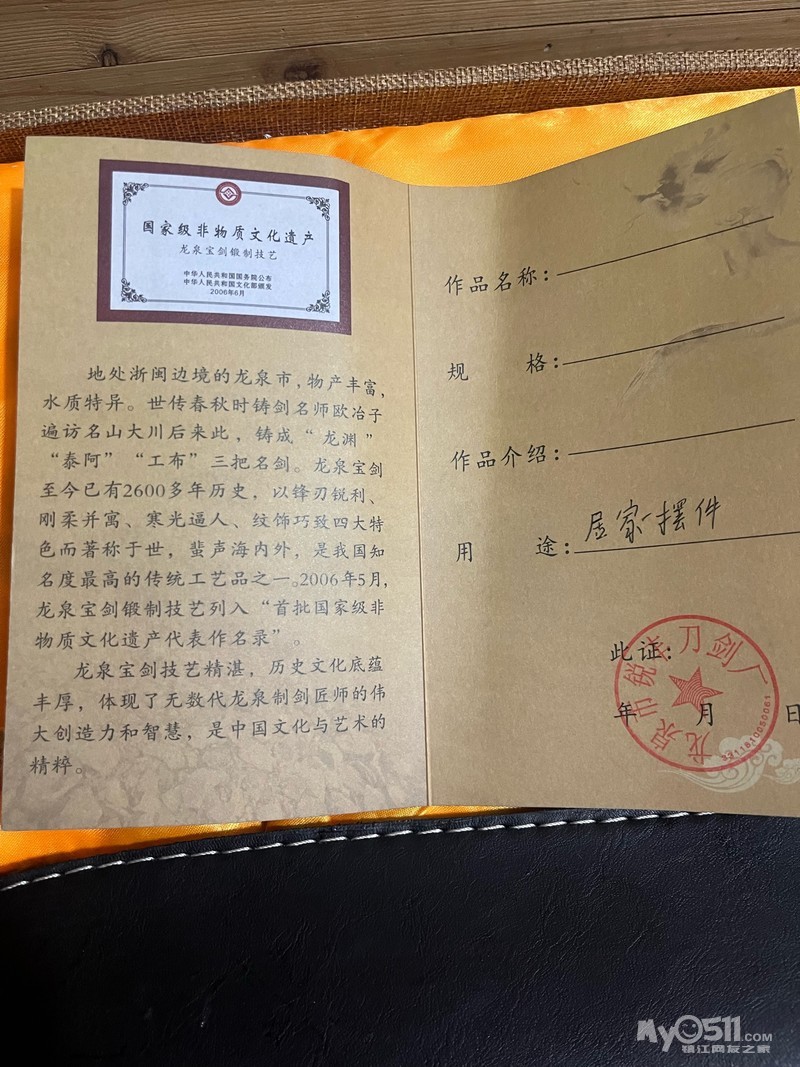 国家级非物质文化遗产
龙泉宝剑锻制技艺
中华人民共和国国务院公布
中华人民共和国文化部颁发
2006年6月
地处浙闽边境的龙泉市，物产丰富，
水质特异。世传春秋时铸剑名师欧冶子
遍访名山大川后来此，铸成“龙渊”
“泰阿”“工布”三把名剑。龙泉宝剑
至今已有2600多年历史，以锋刃锐利、
刚柔并寓、寒光逼人、纹饰巧致四大特
色而著称于世，蜚声海内外，是我国知
名度最高的传统工艺品之一。2006年5月，
龙泉宝剑锻制技艺列入“首批国家级非
物质文化遗产代表作名录”。
龙泉宝剑技艺精湛，历史文化底蕴
丰厚，体现了无数代龙泉制剑匠师的伟
大创造力和智慧，是中国文化与艺术的
精粹。
作品名称：
规 格：
作品介绍：
用 途：居家摆件
此证：
年 月 日
龙泉市锐 刀剑厂
MyO511.COM
镇江网友之家